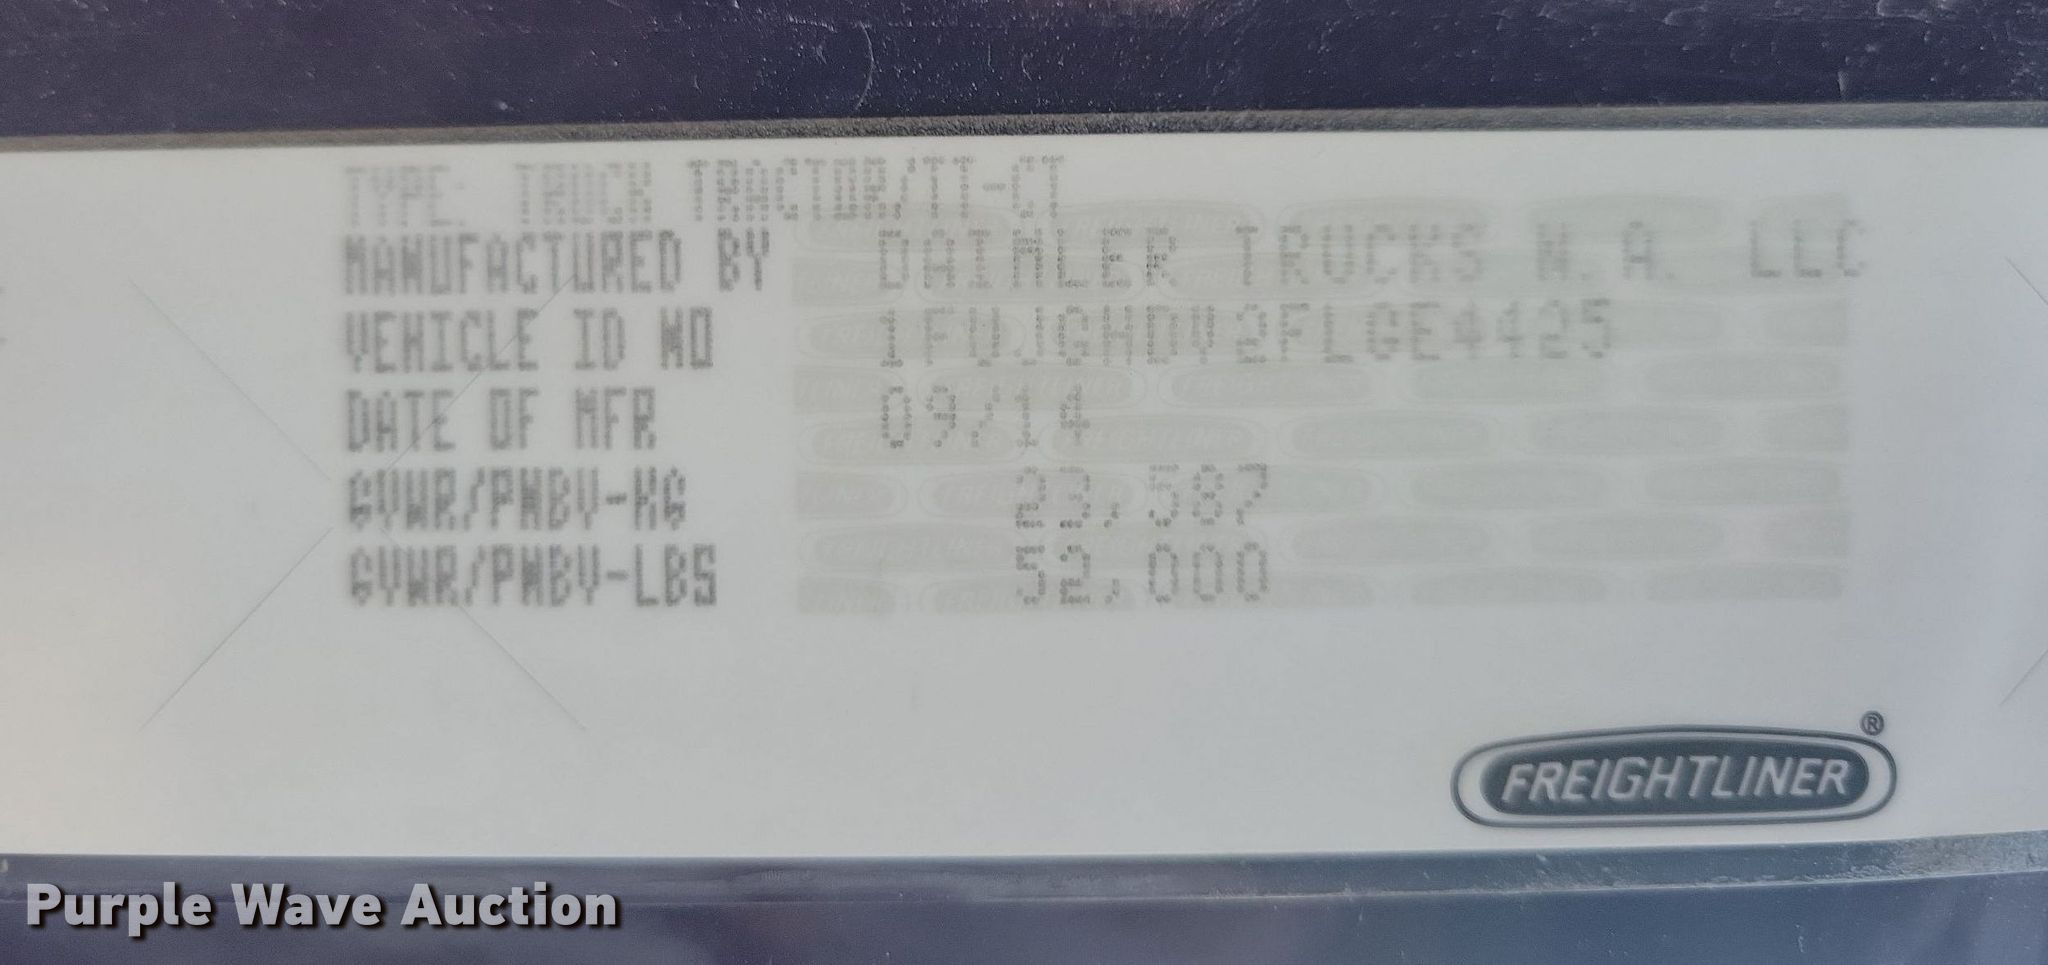 TYPE: TRUCK TRACTOR/TT-CT
MANUFACTURED BY DAIMLER TRUCKS N.A. LLC
VEHICLE ID NO
DATE OF MFR 09/14
GVWR/PNBV-KG 23,587
GVWR/PNBV-LBS 52,000
FREIGHTLINER®
Purple Wave Auction